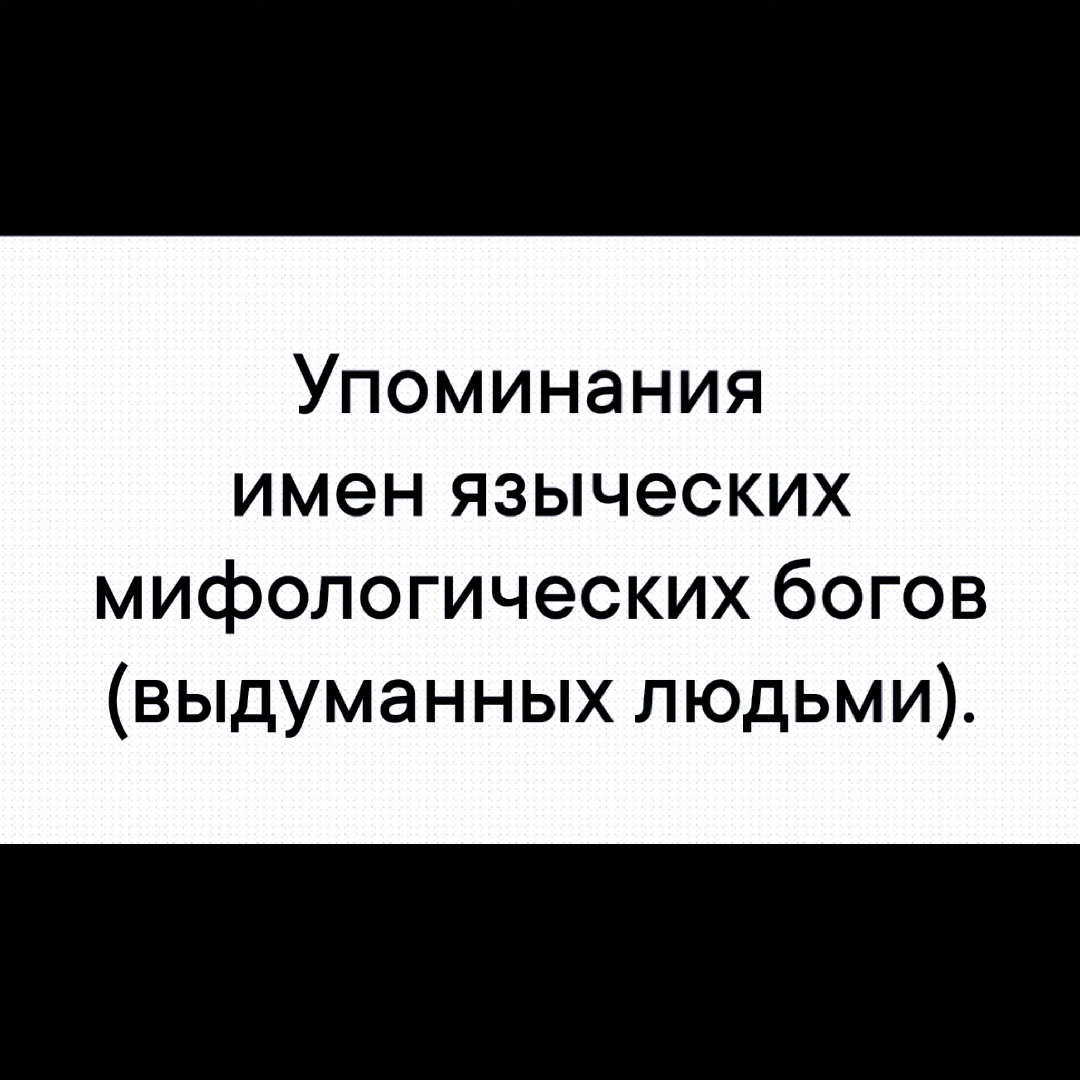 Упоминания
имен языческих
мифологических богов
(выдуманных людьми).